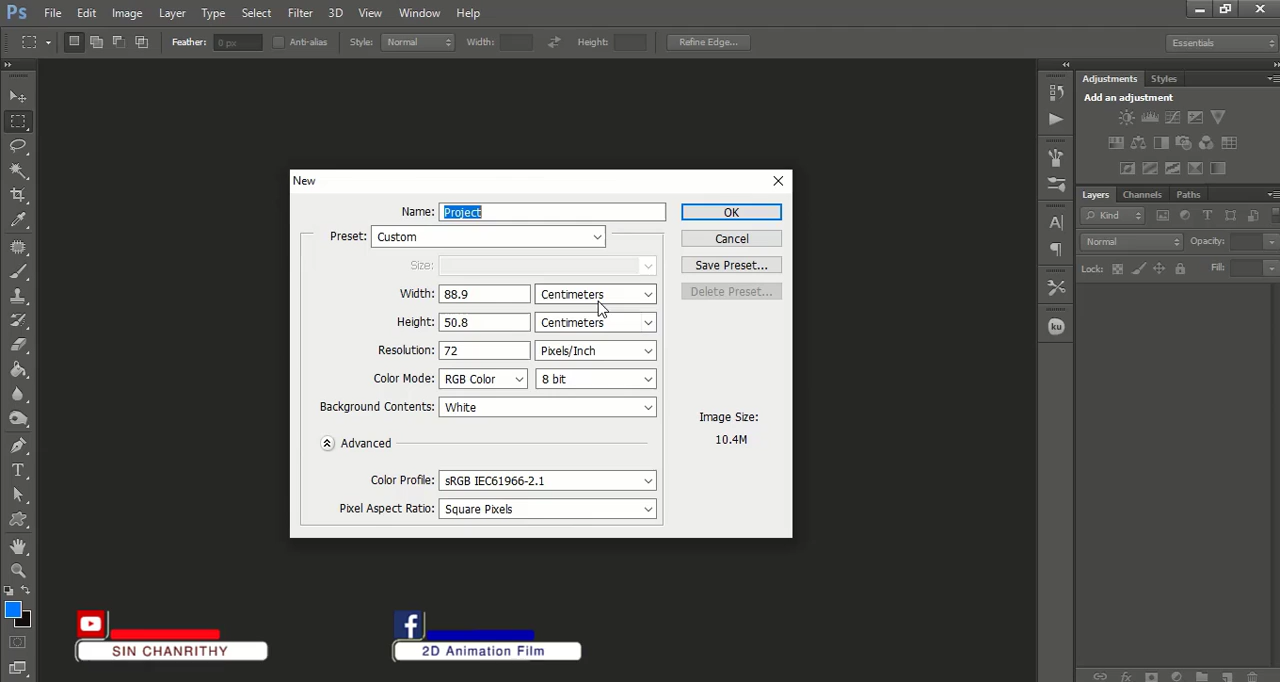 Ps File Edit Image Layer Type Select Filter 3D View Window Help
Feather: 0 px Anti-alias Style: Normal Width: Height: Refine Edge... Essentials
Adjustments Styles
Add an adjustment
Layers Channels Paths
Kind
Normal Opacity:
Lock: Fill:
ku
New
Name: Project OK
Preset: Custom Cancel
Size: Save Preset...
Width: 88.9 Centimeters Delete Preset...
Height: 50.8 Centimeters
Resolution: 72 Pixels/Inch
Color Mode: RGB Color 8 bit
Background Contents: White
Image Size:
10.4M
Advanced
Color Profile: sRGB IEC61966-2.1
Pixel Aspect Ratio: Square Pixels
SIN CHANRITHY
2D Animation Film